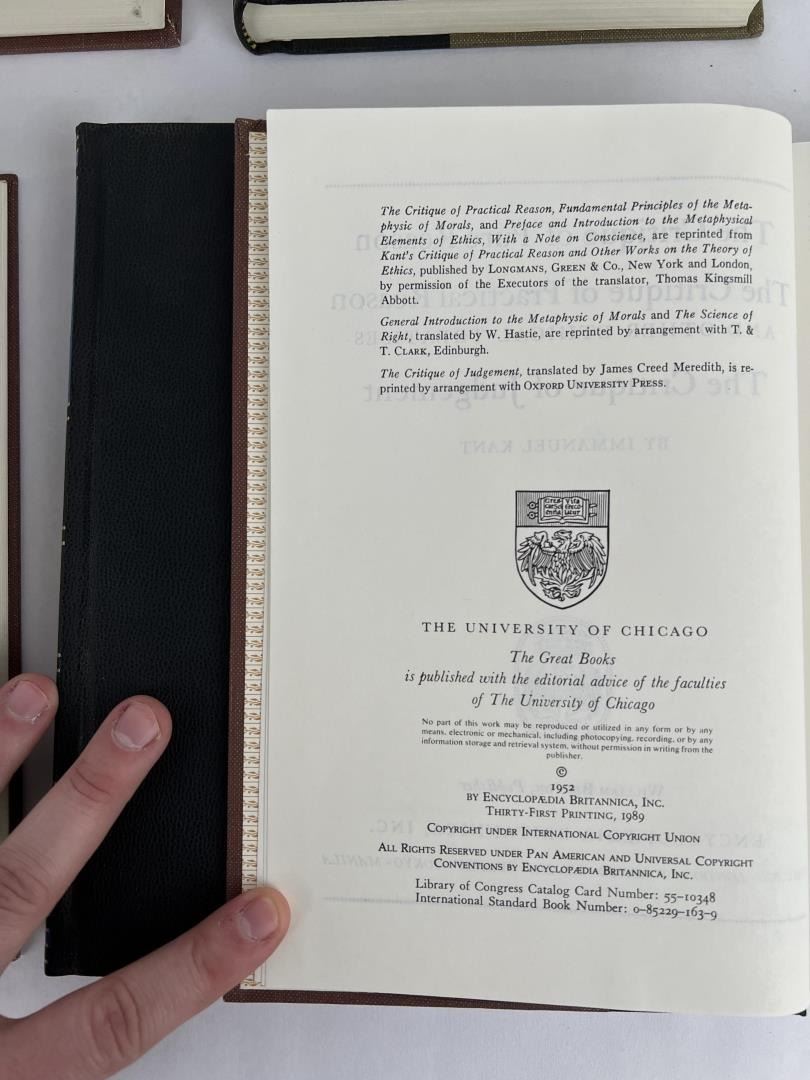 The Critique of Practical Reason, Fundamental Principles of the Meta-
physic of Morals, and Preface and Introduction to the Metaphysical
Elements of Ethics, With a Note on Conscience, are reprinted from
Kant's Critique of Practical Reason and Other Works on the Theory of
Ethics, published by LONGMANS, GREEN & Co., New York and London,
by permission of the Executors of the translator, Thomas Kingsmill
Abbott.
General Introduction to the Metaphysic of Morals and The Science of
Right, translated by W. Hastie, are reprinted by arrangement with T. &
T. CLARK, Edinburgh.
The Critique of Judgement, translated by James Creed Meredith, is re-
printed by arrangement with OXFORD UNIVERSITY PRESS.
THE UNIVERSITY OF CHICAGO
The Great Books
is published with the editorial advice of the faculties
of The University of Chicago
No part of this work may be reproduced or utilized in any form or by any
means, electronic or mechanical, including photocopying, recording, or by any
information storage and retrieval system, without permission in writing from the
publisher.
©
1952
BY ENCYCLOPÆDIA BRITANNICA, INC.
THIRTY-FIRST PRINTING, 1989
COPYRIGHT UNDER INTERNATIONAL COPYRIGHT UNION
ALL RIGHTS RESERVED UNDER PAN AMERICAN AND UNIVERSAL COPYRIGHT
CONVENTIONS BY ENCYCLOPÆDIA BRITANNICA, INC.
Library of Congress Catalog Card Number: 55-10348
International Standard Book Number: 0-85229-163-9